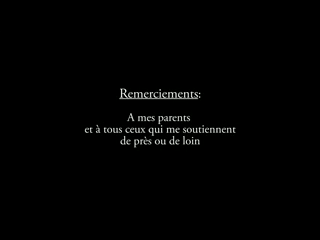 Remerciements:
A mes parents
et à tous ceux qui me soutiennent
de près ou de loin